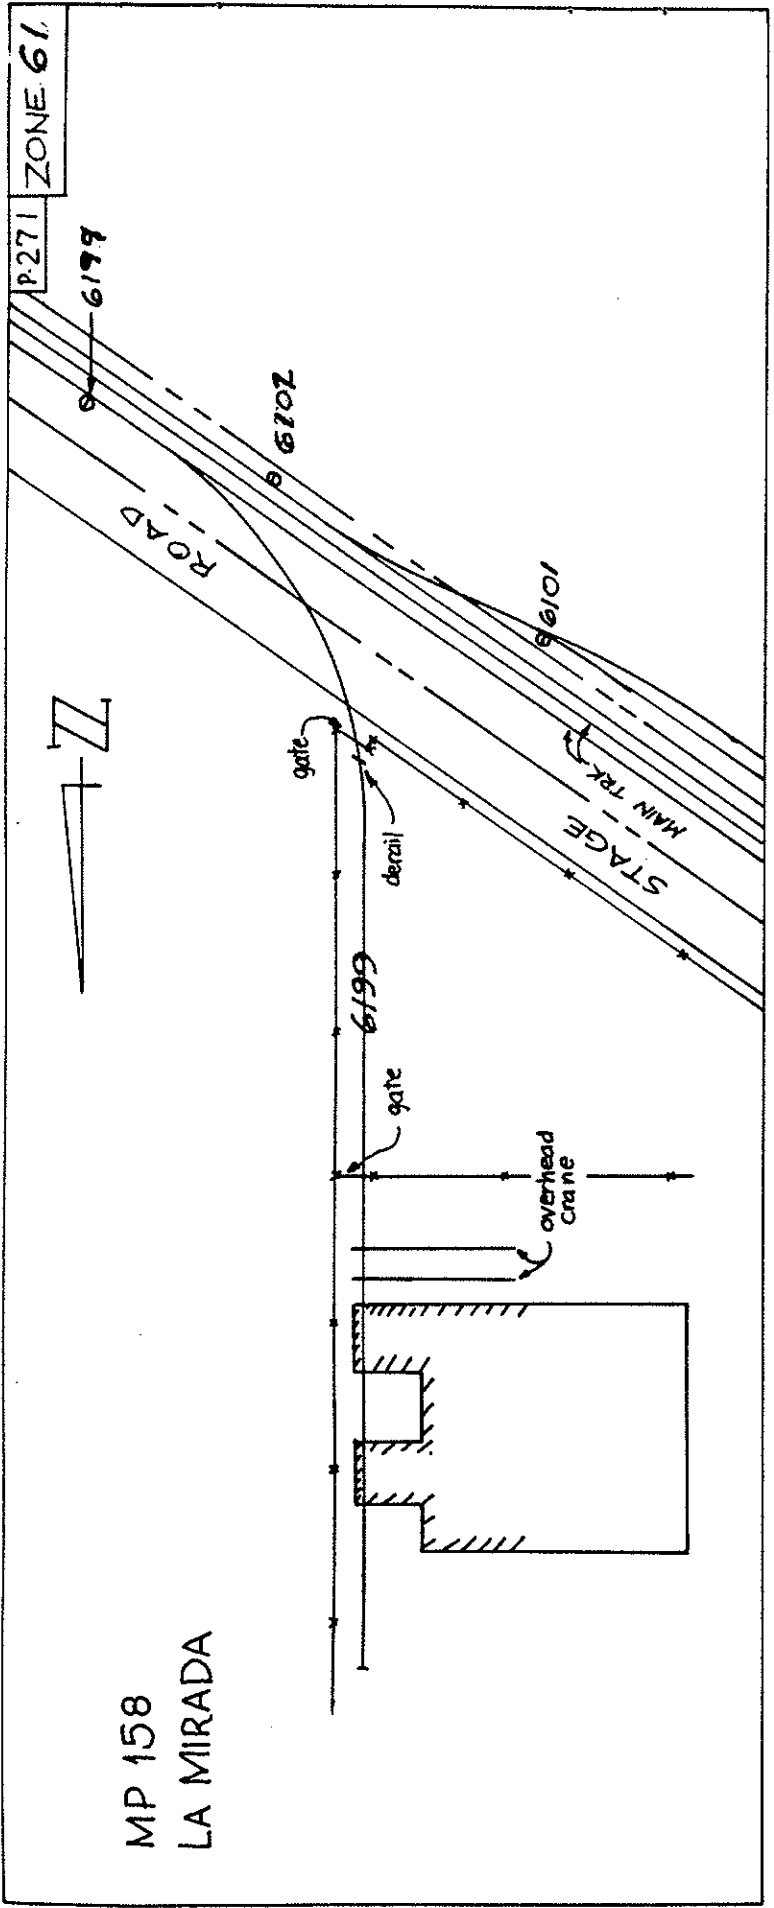 MP 158
LA MIRADA
P-271
ZONE 61
N
6199
6202
6101
STAGE
ROAD
MAIN TRK
gate
derail
6199
gate
overhead
crane